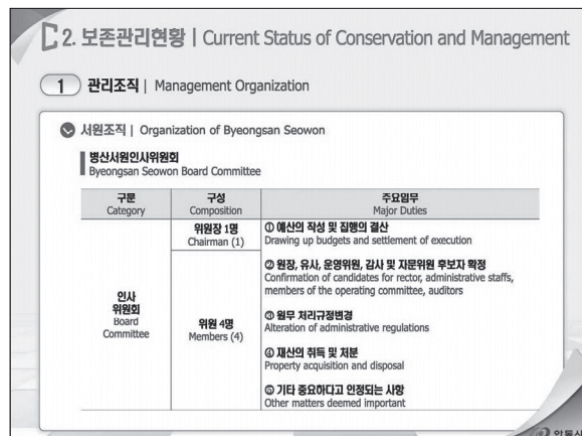 2. 보존관리현황 | Current Status of Conservation and Management
1 관리조직 | Management Organization
서원조직 | Organization of Byeongsan Seowon
병산서원인사위원회
Byeongsan Seowon Board Committee
구분 구성 주요임무
Category Composition Major Duties
인사
위원회
Board
Committee
위원장 1명
Chairman (1)
위원 4명
Members (4)
① 예산의 작성 및 집행의 결산
Drawing up budgets and settlement of execution
② 원장, 유사, 운영위원, 감사 및 자문위원 후보자 확정
Confirmation of candidates for rector, administrative staffs,
members of the operating committee, auditors
③ 원무 처리규정변경
Alteration of administrative regulations
④ 재산의 취득 및 처분
Property acquisition and disposal
⑤ 기타 중요하다고 인정되는 사항
Other matters deemed important